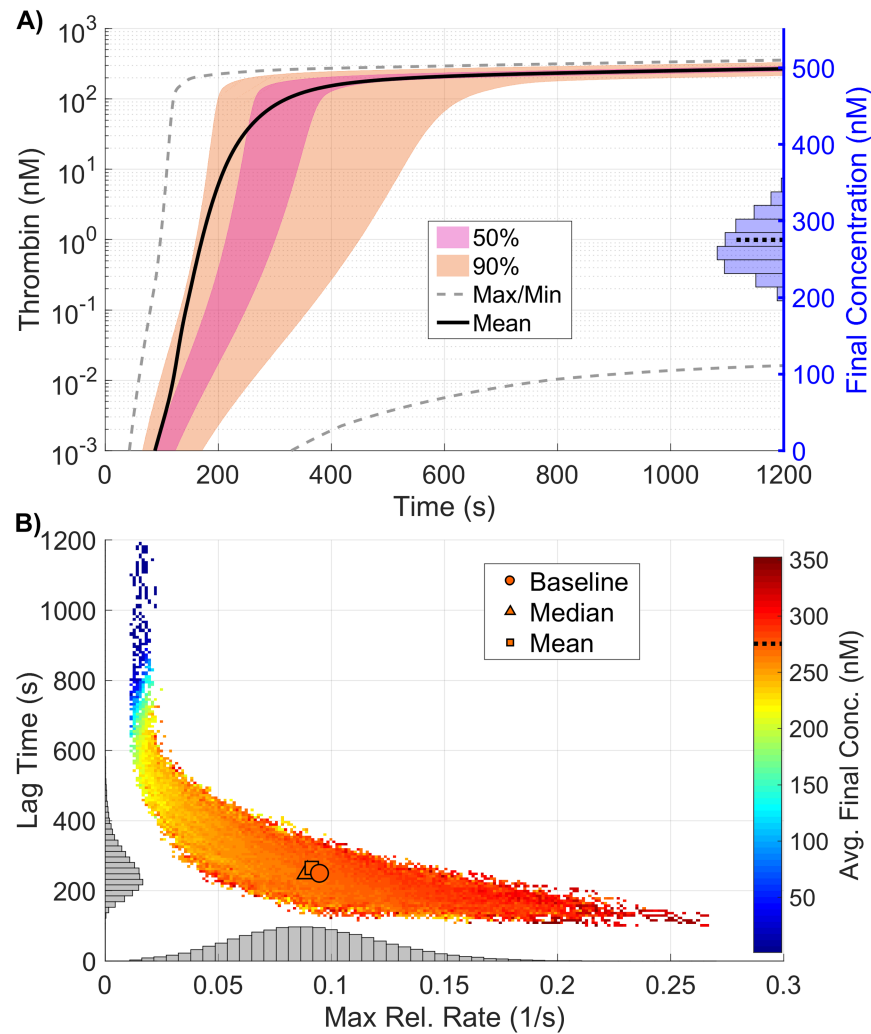 A)
10^3
10^2
10^1
10^0
10^-1
10^-2
10^-3
Thrombin (nM)
50%
90%
Max/Min
Mean
500
400
300
200
100
0
Final Concentration (nM)
0 200 400 600 800 1000 1200
Time (s)
B)
1200
1000
800
600
400
200
0
Lag Time (s)
Baseline
Median
Mean
350
300
250
200
150
100
50
Avg. Final Conc. (nM)
0 0.05 0.1 0.15 0.2 0.25 0.3
Max Rel. Rate (1/s)